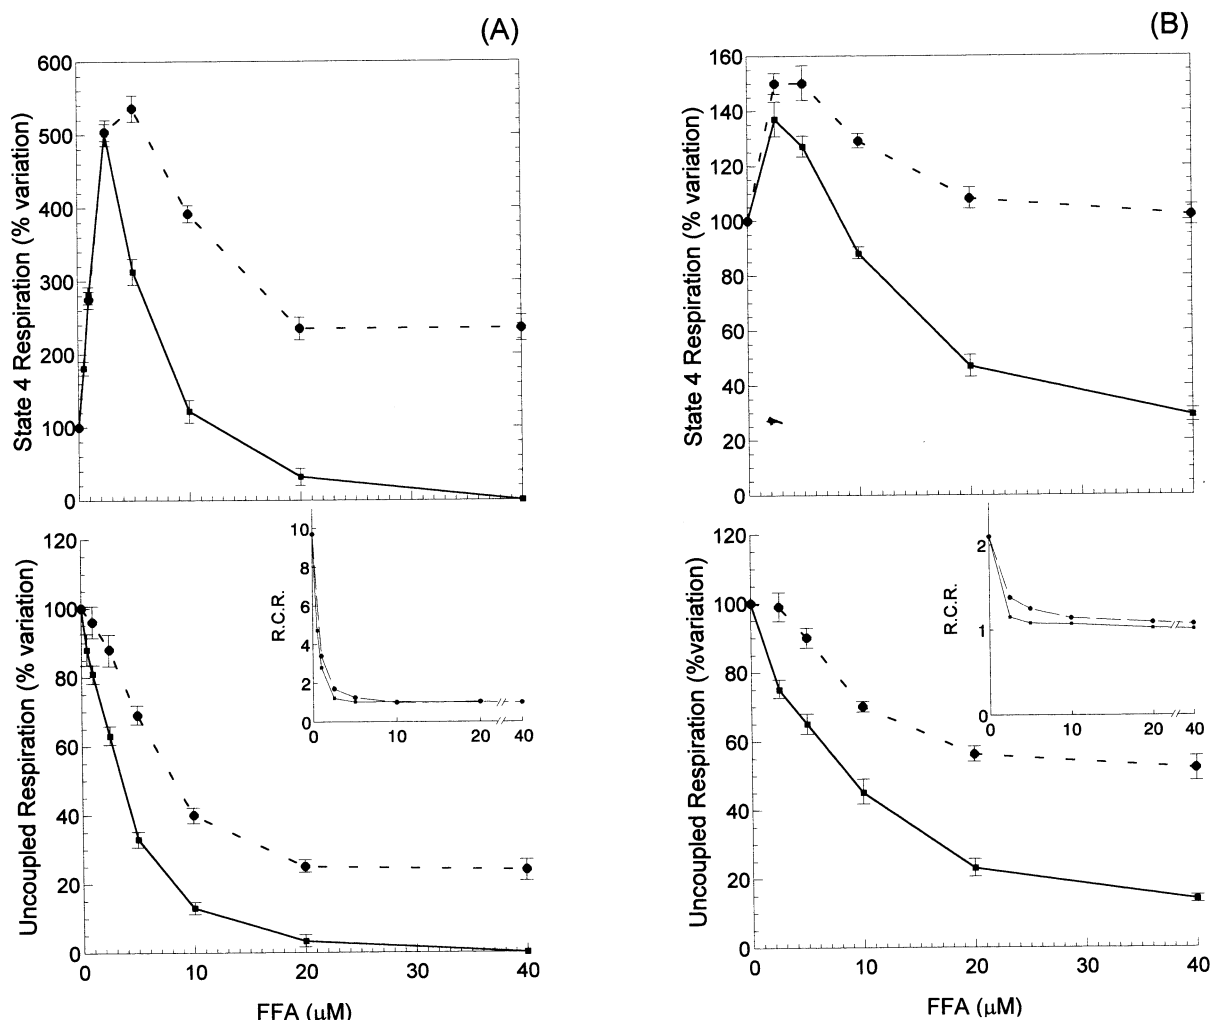 (A)
State 4 Respiration (% variation)
600
500
400
300
200
100
0
Uncoupled Respiration (% variation)
120
100
80
60
40
20
0
0 10 20 30 40
FFA (μM)
R.C.R.
10
8
6
4
2
0
0 10 20 40
(B)
State 4 Respiration (% variation)
160
140
120
100
80
60
40
20
0
Uncoupled Respiration (%variation)
120
100
80
60
40
20
0
0 10 20 30 40
FFA (μM)
R.C.R.
2
1
0
0 10 20 40